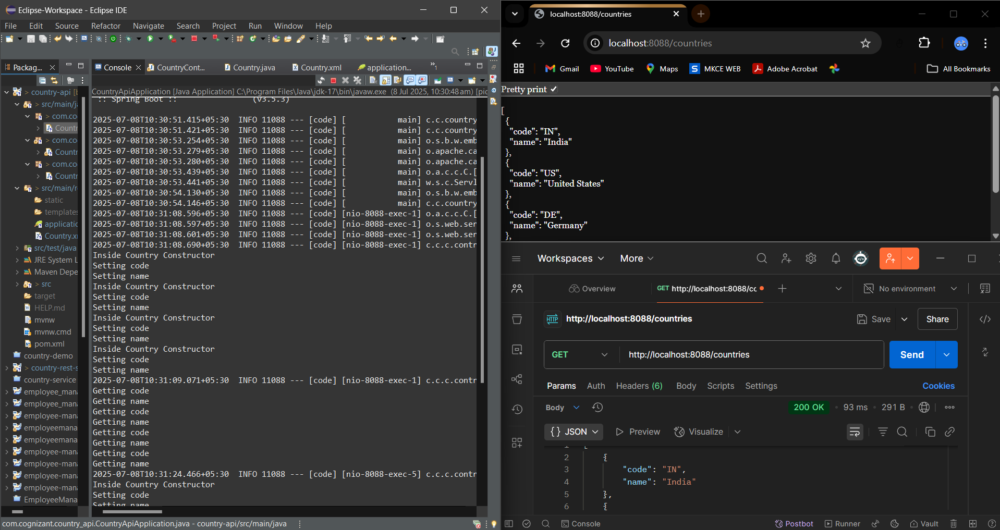 Eclipse-Workspace - Eclipse IDE
File Edit Source Refactor Navigate Search Project Run Window Help
Packag...
Console
CountryCont...
Country.java
Country.xml
application...
1
CountryApiApplication [Java Application] C:\Program Files\Java\jdk-17\bin\javaw.exe (8 Jul 2025, 10:30:48 am) [pic
country-api [b
src/main/j
com.co
Countr
com.co
Countr
com.co
Countr
src/main/r
static
templates
applicatio
Country.x
src/test/java
JRE System L
Maven Depe
src
target
HELP.md
mvnw
mvnw.cmd
pom.xml
country-demo
country-rest-s
country-service
employee_mana
employee_mana
employee-mana
employeemana
employeemana
employee-mana
employee-mana
employee-mana
employee-mana
EmployeeMana
:: Spring Boot :: (v3.5.3)
2025-07-08T10:30:51.415+05:30 INFO 11088 --- [code] [ main] c.c.country
2025-07-08T10:30:51.421+05:30 INFO 11088 --- [code] [ main] c.c.country
2025-07-08T10:30:53.254+05:30 INFO 11088 --- [code] [ main] o.s.b.w.emb
2025-07-08T10:30:53.279+05:30 INFO 11088 --- [code] [ main] o.apache.ca
2025-07-08T10:30:53.280+05:30 INFO 11088 --- [code] [ main] o.apache.ca
2025-07-08T10:30:53.439+05:30 INFO 11088 --- [code] [ main] o.a.c.c.C.[
2025-07-08T10:30:53.441+05:30 INFO 11088 --- [code] [ main] w.s.c.Servl
2025-07-08T10:30:54.130+05:30 INFO 11088 --- [code] [ main] o.s.b.w.emb
2025-07-08T10:30:54.146+05:30 INFO 11088 --- [code] [ main] c.c.country
2025-07-08T10:31:08.596+05:30 INFO 11088 --- [code] [nio-8088-exec-1] o.a.c.c.C.[
2025-07-08T10:31:08.597+05:30 INFO 11088 --- [code] [nio-8088-exec-1] o.s.web.ser
2025-07-08T10:31:08.601+05:30 INFO 11088 --- [code] [nio-8088-exec-1] o.s.web.ser
2025-07-08T10:31:08.690+05:30 INFO 11088 --- [code] [nio-8088-exec-1] c.c.c.contr
Inside Country Constructor
Setting code
Setting name
Inside Country Constructor
Setting code
Setting name
Inside Country Constructor
Setting code
Setting name
Inside Country Constructor
Setting code
Setting name
2025-07-08T10:31:09.071+05:30 INFO 11088 --- [code] [nio-8088-exec-1] c.c.c.contr
Getting code
Getting name
Getting code
Getting name
Getting code
Getting name
Getting code
Getting name
2025-07-08T10:31:24.466+05:30 INFO 11088 --- [code] [nio-8088-exec-5] c.c.c.contr
Inside Country Constructor
Setting code
Setting name
com.cognizant.country_api.CountryApiApplication.java - country-api/src/main/java
localhost:8088/countries
localhost:8088/countries
Gmail YouTube Maps MKCE WEB Adobe Acrobat All Bookmarks
Pretty print
[
{
"code": "IN",
"name": "India"
},
{
"code": "US",
"name": "United States"
},
{
"code": "DE",
"name": "Germany"
},
Workspaces More
Overview GET http://localhost:8088/cc No environment
HTTP http://localhost:8088/countries Save Share
GET http://localhost:8088/countries Send
Params Auth Headers (6) Body Scripts Settings Cookies
Body 200 OK 93 ms 291 B
{} JSON Preview Visualize
1 [
2 {
3 "code": "IN",
4 "name": "India"
5 },
6 {
Console Postbot Runner Vault